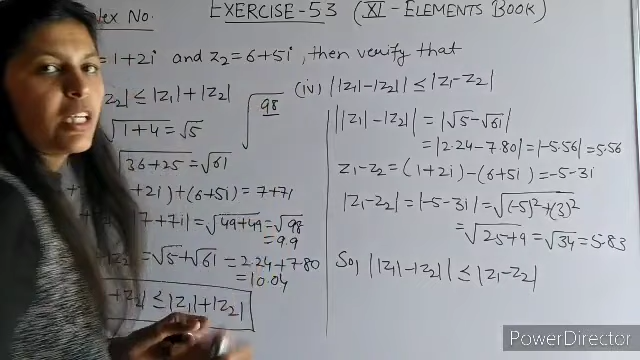 lex No.
EXERCISE-53 (XI-ELEMENTS BOOK)
= 1+2i and z2=6+5i, then verify that
z2| ≤ |z1|+|z2|
√1+4 = √5
√36+25 = √61
+2i)+(6+5i) = 7+7i
|7+7i| = √49+49 = √98
= 9.9
= √5+√61 = 2.24+7.80
= 10.04
+z2| ≤ |z1|+|z2|
√98
(iv) ||z1|-|z2|| ≤ |z1-z2|
||z1|-|z2|| = |√5-√61|
= |2.24-7.80| = |-5.56| = 5.56
z1-z2 = (1+2i)-(6+5i) = -5-3i
|z1-z2| = |-5-3i| = √(-5)²+(3)²
= √25+9 = √34 = 5.83
So, ||z1|-|z2|| ≤ |z1-z2|
PowerDirector